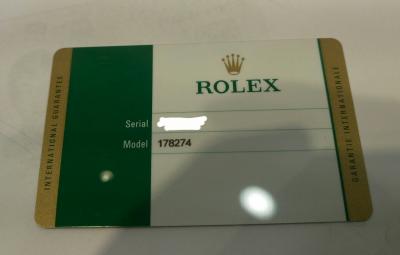 INTERNATIONAL GUARANTEE
ROLEX
Serial
Model 178274
GARANTIE INTERNATIONALE